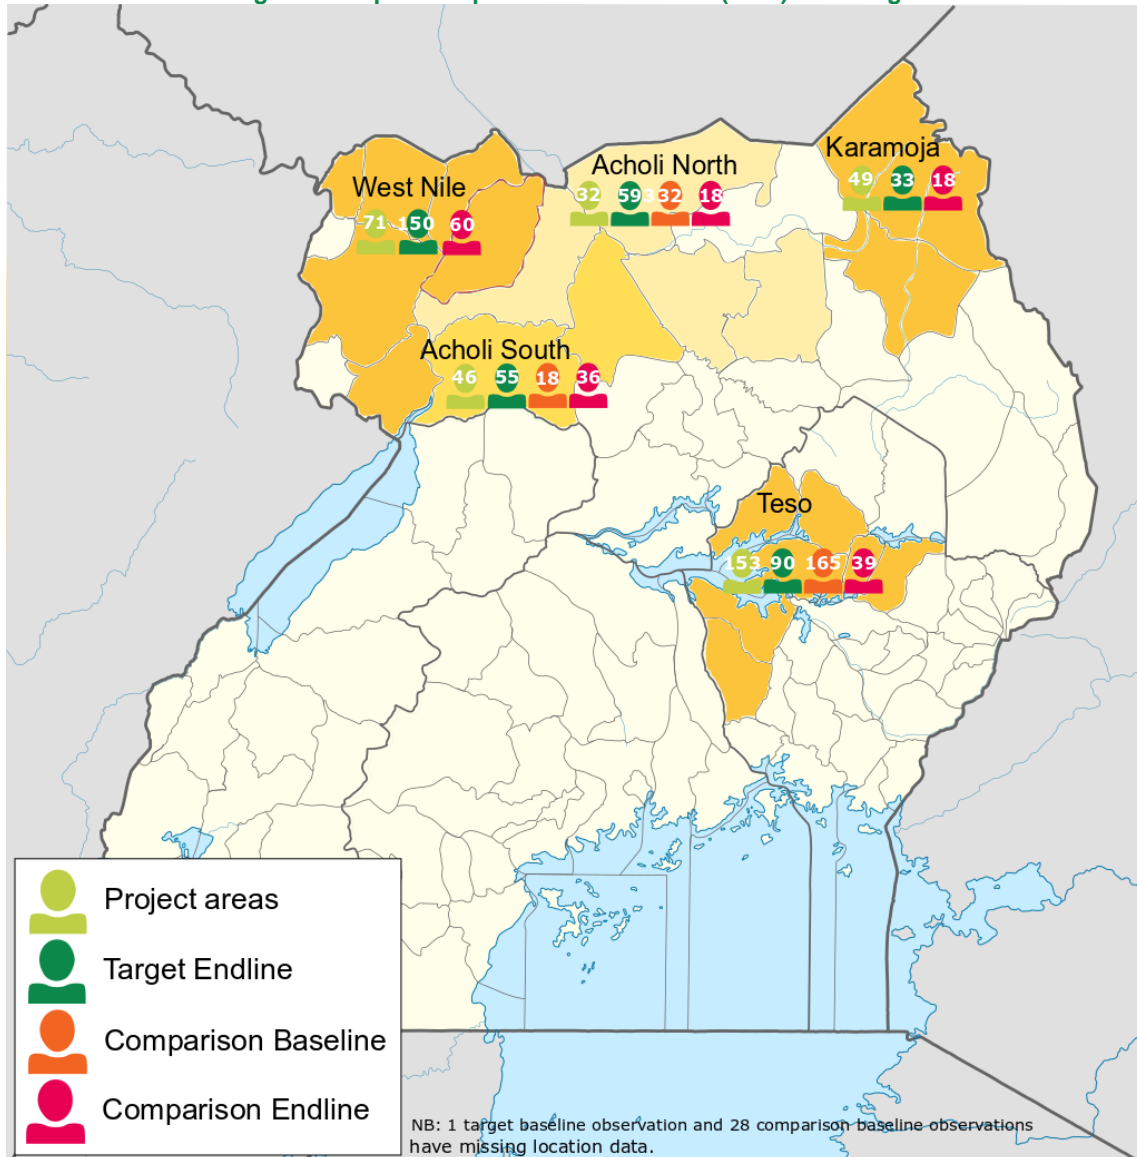 Karamoja
49 33 18
Acholi North
32 593 32 18
West Nile
71 150 60
Acholi South
46 55 18 36
Teso
153 90 165 39
Project areas
Target Endline
Comparison Baseline
Comparison Endline
NB: 1 target baseline observation and 28 comparison baseline observations
have missing location data.